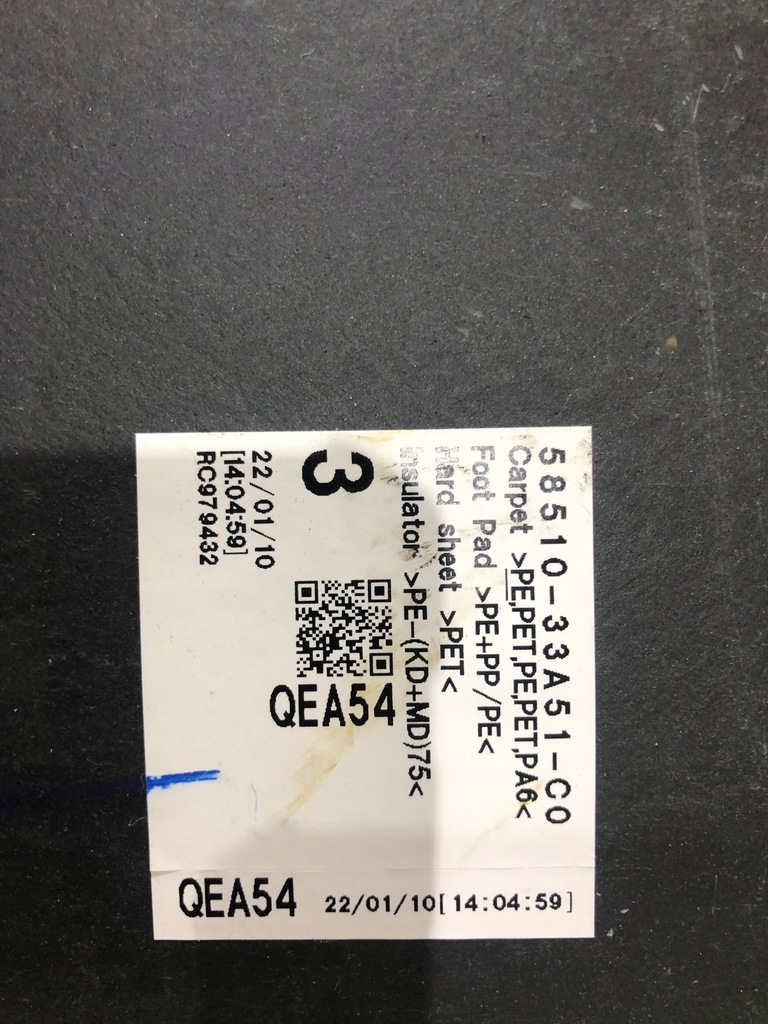 58510-33A51-C0
Carpet >PE,PET,PE,PET,PA6<
Foot Pad >PE+PP/PE<
Hard sheet >PET<
Insulator >PE-(KD+MD)75<
3
QEA54
22/01/10
[14:04:59]
RC979432
QEA54 22/01/10[14:04:59]